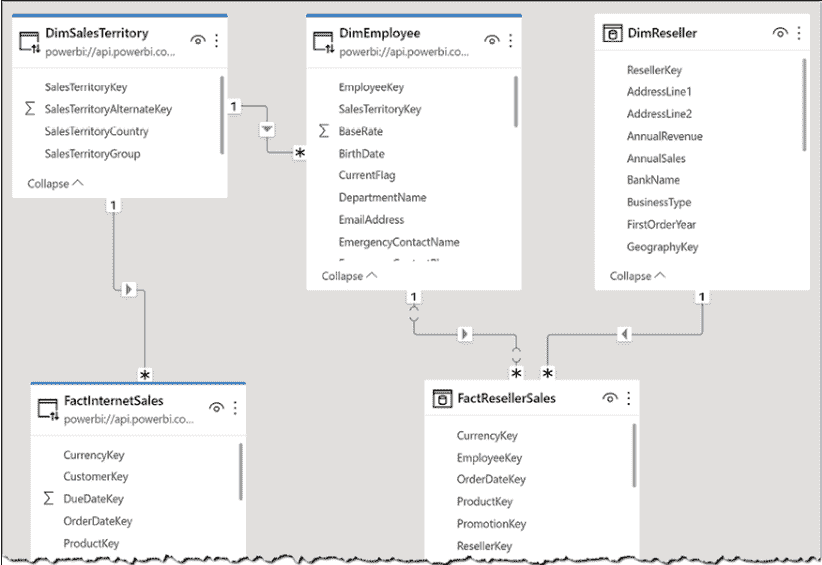 DimSalesTerritory
powerbi://api.powerbi.co...
SalesTerritoryKey
Σ SalesTerritoryAlternateKey
SalesTerritoryCountry
SalesTerritoryGroup
Collapse
DimEmployee
powerbi://api.powerbi.co...
EmployeeKey
SalesTerritoryKey
Σ BaseRate
BirthDate
CurrentFlag
DepartmentName
EmailAddress
EmergencyContactName
Collapse
DimReseller
ResellerKey
AddressLine1
AddressLine2
AnnualRevenue
AnnualSales
BankName
BusinessType
FirstOrderYear
GeographyKey
Collapse
1
*
1
*
1
*
1
*
FactInternetSales
powerbi://api.powerbi.co...
CurrencyKey
CustomerKey
Σ DueDateKey
OrderDateKey
ProductKey
FactResellerSales
CurrencyKey
EmployeeKey
OrderDateKey
ProductKey
PromotionKey
ResellerKey